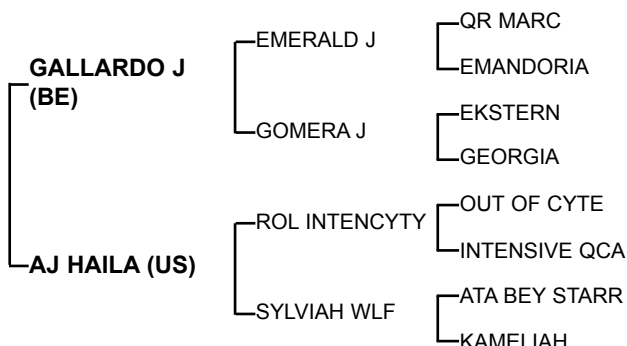 QR MARC
EMERALD J
GALLARDO J
(BE)
EMANDORIA
EKSTERN
GOMERA J
GEORGIA
OUT OF CYTE
ROL INTENCYTY
INTENSIVE QCA
AJ HAILA (US)
ATA BEY STARR
SYLVIAH WLF
KAMELIAH